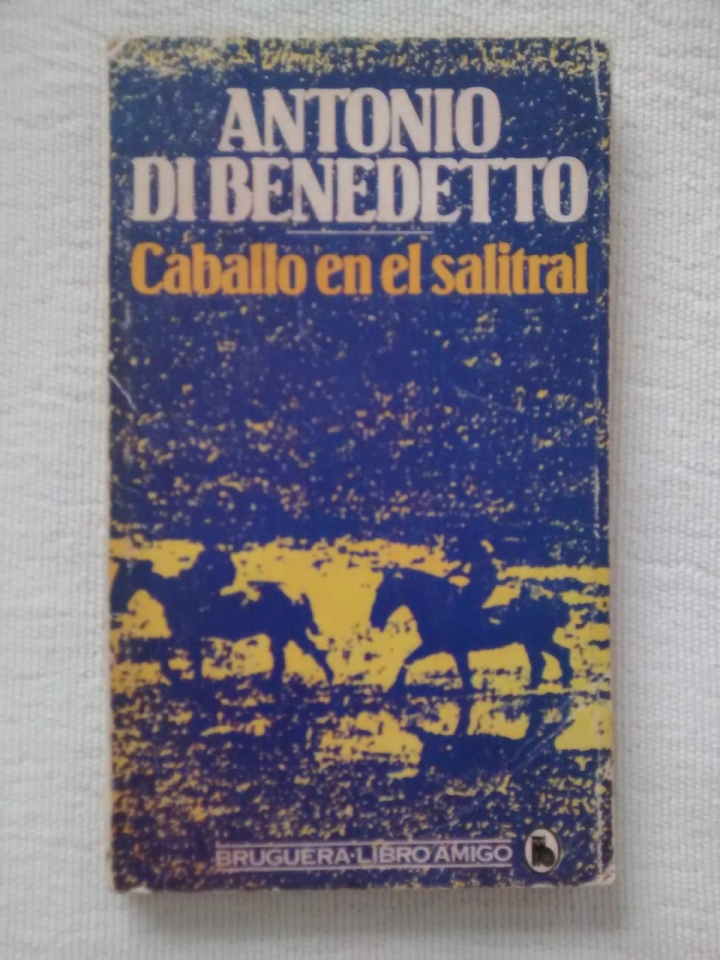 ANTONIO
DI BENEDETTO
Caballo en el salitral
BRUGUERA·LIBRO AMIGO